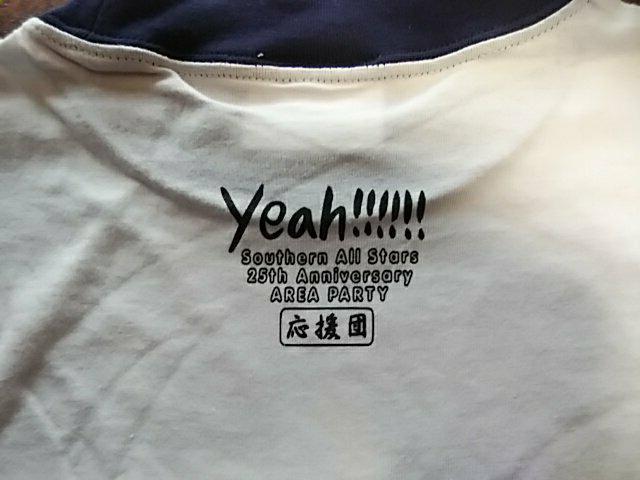 Yeah!!!!!!
Southern All Stars
25th Anniversary
AREA PARTY
応援団